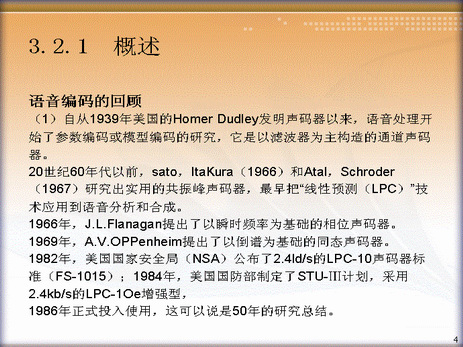 3.2.1 概述
语音编码的回顾
（1）自从1939年美国的Homer Dudley发明声码器以来，语音处理开
始了参数编码或模型编码的研究，它是以滤波器为主构造的通道声码
器。
20世纪60年代以前，sato，ItaKura（1966）和Atal，Schroder
（1967）研究出实用的共振峰声码器，最早把“线性预测（LPC）”技
术应用到语音分析和合成。
1966年，J.L.Flanagan提出了以瞬时频率为基础的相位声码器。
1969年，A.V.OPPenheim提出了以倒谱为基础的同态声码器。
1982年，美国国家安全局（NSA）公布了2.4ld/s的LPC-10声码器标
准（FS-1015）；1984年，美国国防部制定了STU-Ⅲ计划，采用
2.4kb/s的LPC-1Oe增强型，
1986年正式投入使用，这可以说是50年的研究总结。
4